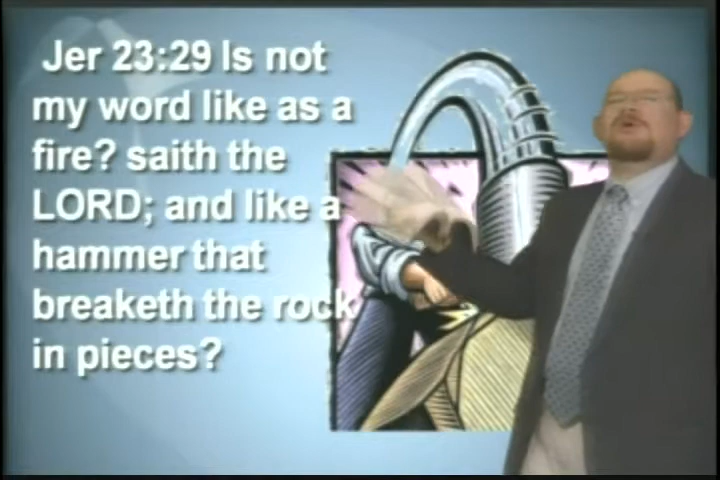 Jer 23:29 Is not
my word like as a
fire? saith the
LORD; and like a
hammer that
breaketh the rock
in pieces?